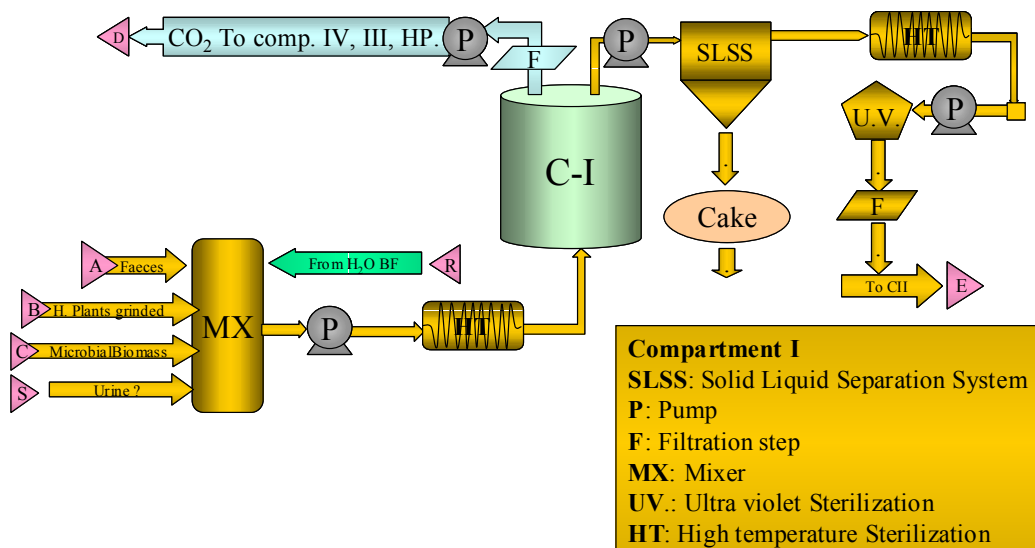 D
CO₂ To comp. IV, III, HP.
P
F
P
SLSS
HT
U.V.
P
C-I
Cake
F
A
Faeces
From H₂O BF
R
B
H. Plants grinded
MX
C
MicrobialBiomass
P
HT
S
Urine ?
To CII
E
Compartment I
SLSS: Solid Liquid Separation System
P: Pump
F: Filtration step
MX: Mixer
UV.: Ultra violet Sterilization
HT: High temperature Sterilization